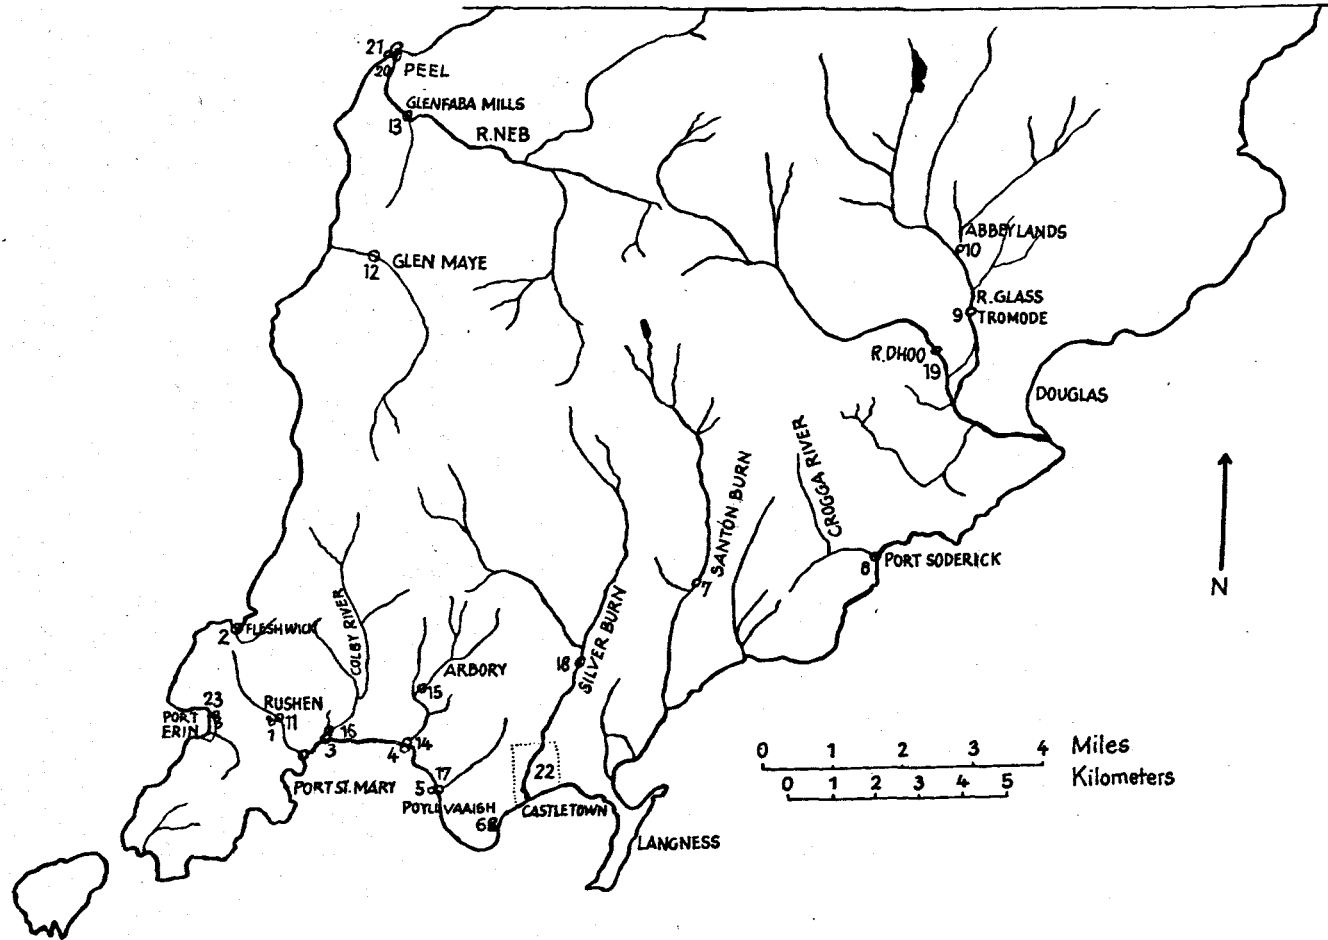 21
20 PEEL
GLENFABA MILLS
13
R. NEB
ABBEYLANDS
10
12 GLEN MAYE
R. GLASS
9 TROMODE
R. DHOO
19
DOUGLAS
CROGGA RIVER
SANTON BURN
7
8 PORT SODERICK
N
2 FLESHWICK
COLBY RIVER
SILVER BURN
18
ARBORY
15
23
PORT
ERIN
RUSHEN
11
1
16
3
14
4
17
5
PORT ST. MARY
POYLLVAAIGH
6
22
CASTLETOWN
LANGNESS
0 1 2 3 4 Miles
0 1 2 3 4 5 Kilometers